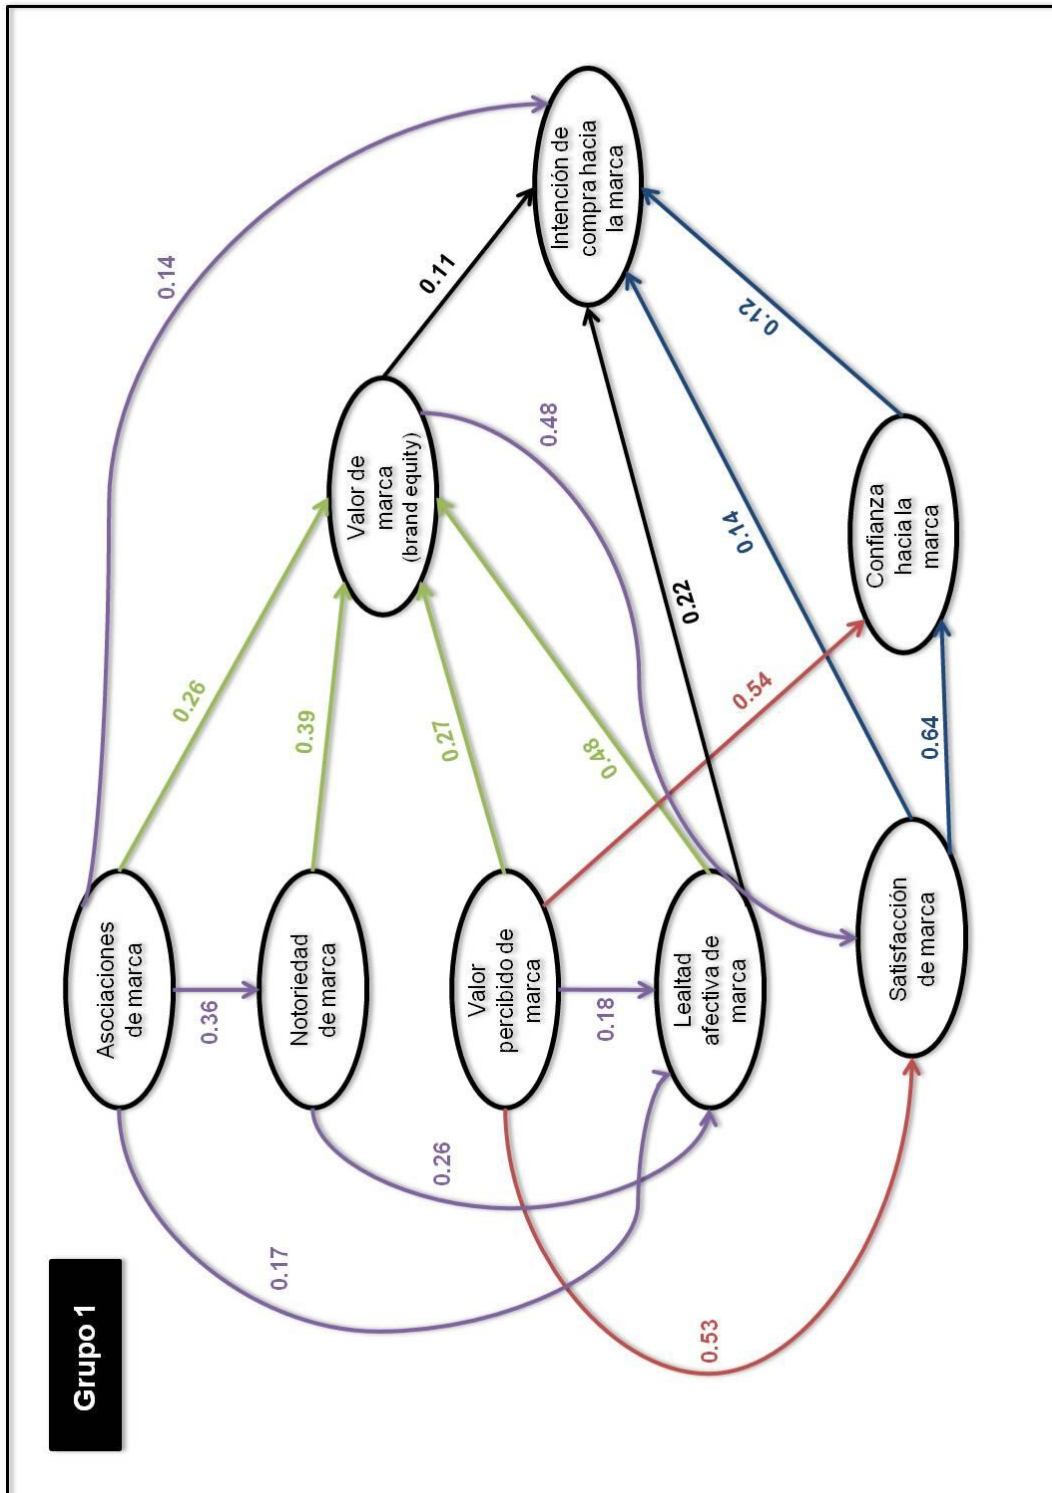 Grupo 1
Asociaciones
de marca
Notoriedad
de marca
Valor
percibido de
marca
Lealtad
afectiva de
marca
Satisfacción
de marca
Valor de
marca
(brand equity)
Confianza
hacia la
marca
Intención de
compra hacia
la marca
0.14
0.26
0.39
0.27
0.48
0.11
0.48
0.36
0.18
0.17
0.26
0.53
0.54
0.22
0.14
0.12
0.64